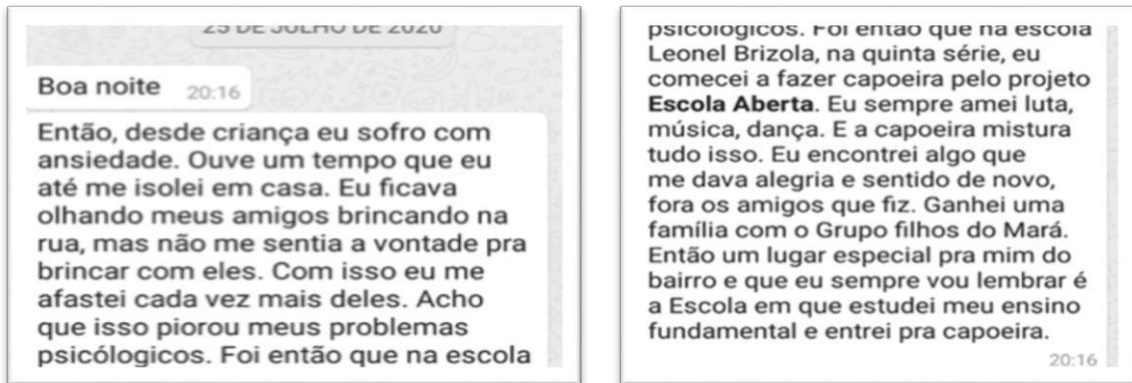 25 DE JULHO DE 2020
Boa noite 20:16
Então, desde criança eu sofro com
ansiedade. Ouve um tempo que eu
até me isolei em casa. Eu ficava
olhando meus amigos brincando na
rua, mas não me sentia a vontade pra
brincar com eles. Com isso eu me
afastei cada vez mais deles. Acho
que isso piorou meus problemas
psicólogicos. Foi então que na escola
psicólogicos. Foi então que na escola
Leonel Brizola, na quinta série, eu
comecei a fazer capoeira pelo projeto
Escola Aberta. Eu sempre amei luta,
música, dança. E a capoeira mistura
tudo isso. Eu encontrei algo que
me dava alegria e sentido de novo,
fora os amigos que fiz. Ganhei uma
família com o Grupo filhos do Mará.
Então um lugar especial pra mim do
bairro e que eu sempre vou lembrar é
a Escola em que estudei meu ensino
fundamental e entrei pra capoeira.
20:16